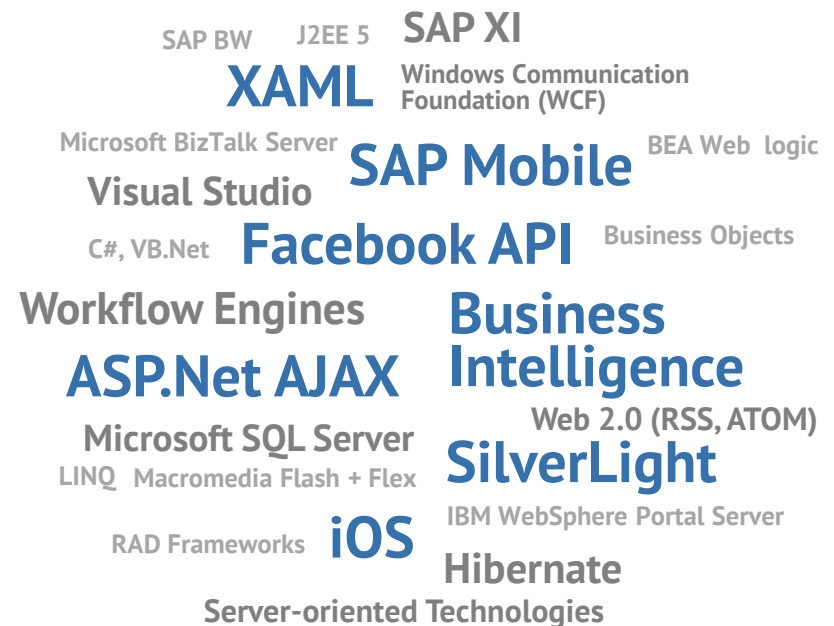 SAP BW
J2EE 5
SAP XI
XAML
Windows Communication
Foundation (WCF)
Microsoft BizTalk Server
SAP Mobile
BEA Web logic
Visual Studio
C#, VB.Net
Facebook API
Business Objects
Workflow Engines
Business
Intelligence
ASP.Net AJAX
Web 2.0 (RSS, ATOM)
Microsoft SQL Server
SilverLight
LINQ
Macromedia Flash + Flex
IBM WebSphere Portal Server
RAD Frameworks
iOS
Hibernate
Server-oriented Technologies